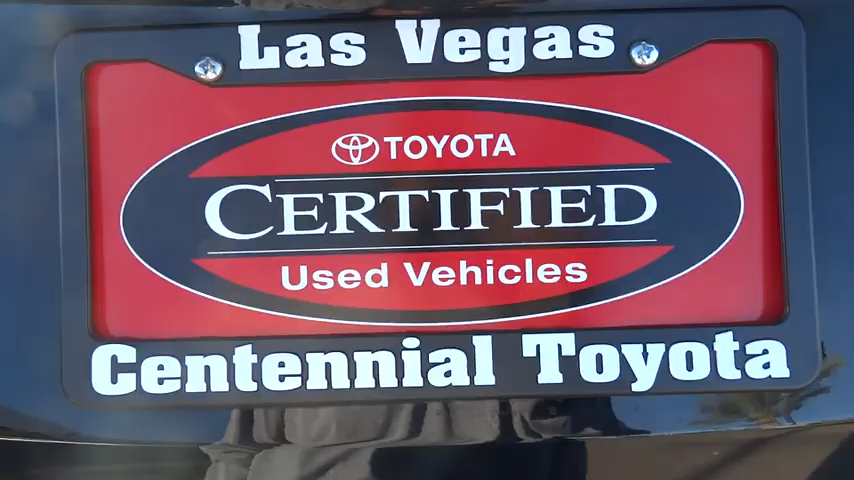 Las Vegas
TOYOTA
CERTIFIED
Used Vehicles
Centennial Toyota